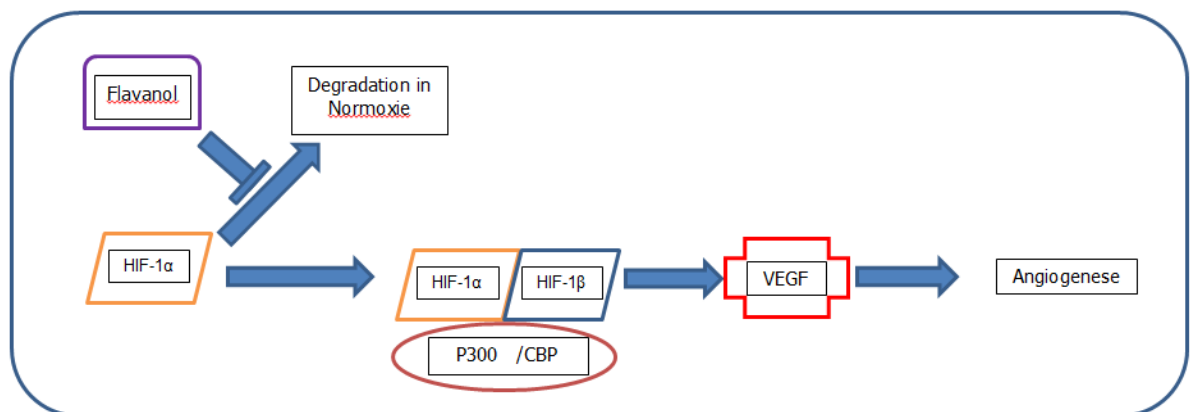 Flavanol
Degradation in
Normoxie
HIF-1α
HIF-1α
HIF-1β
VEGF
Angiogenese
P300 /CBP